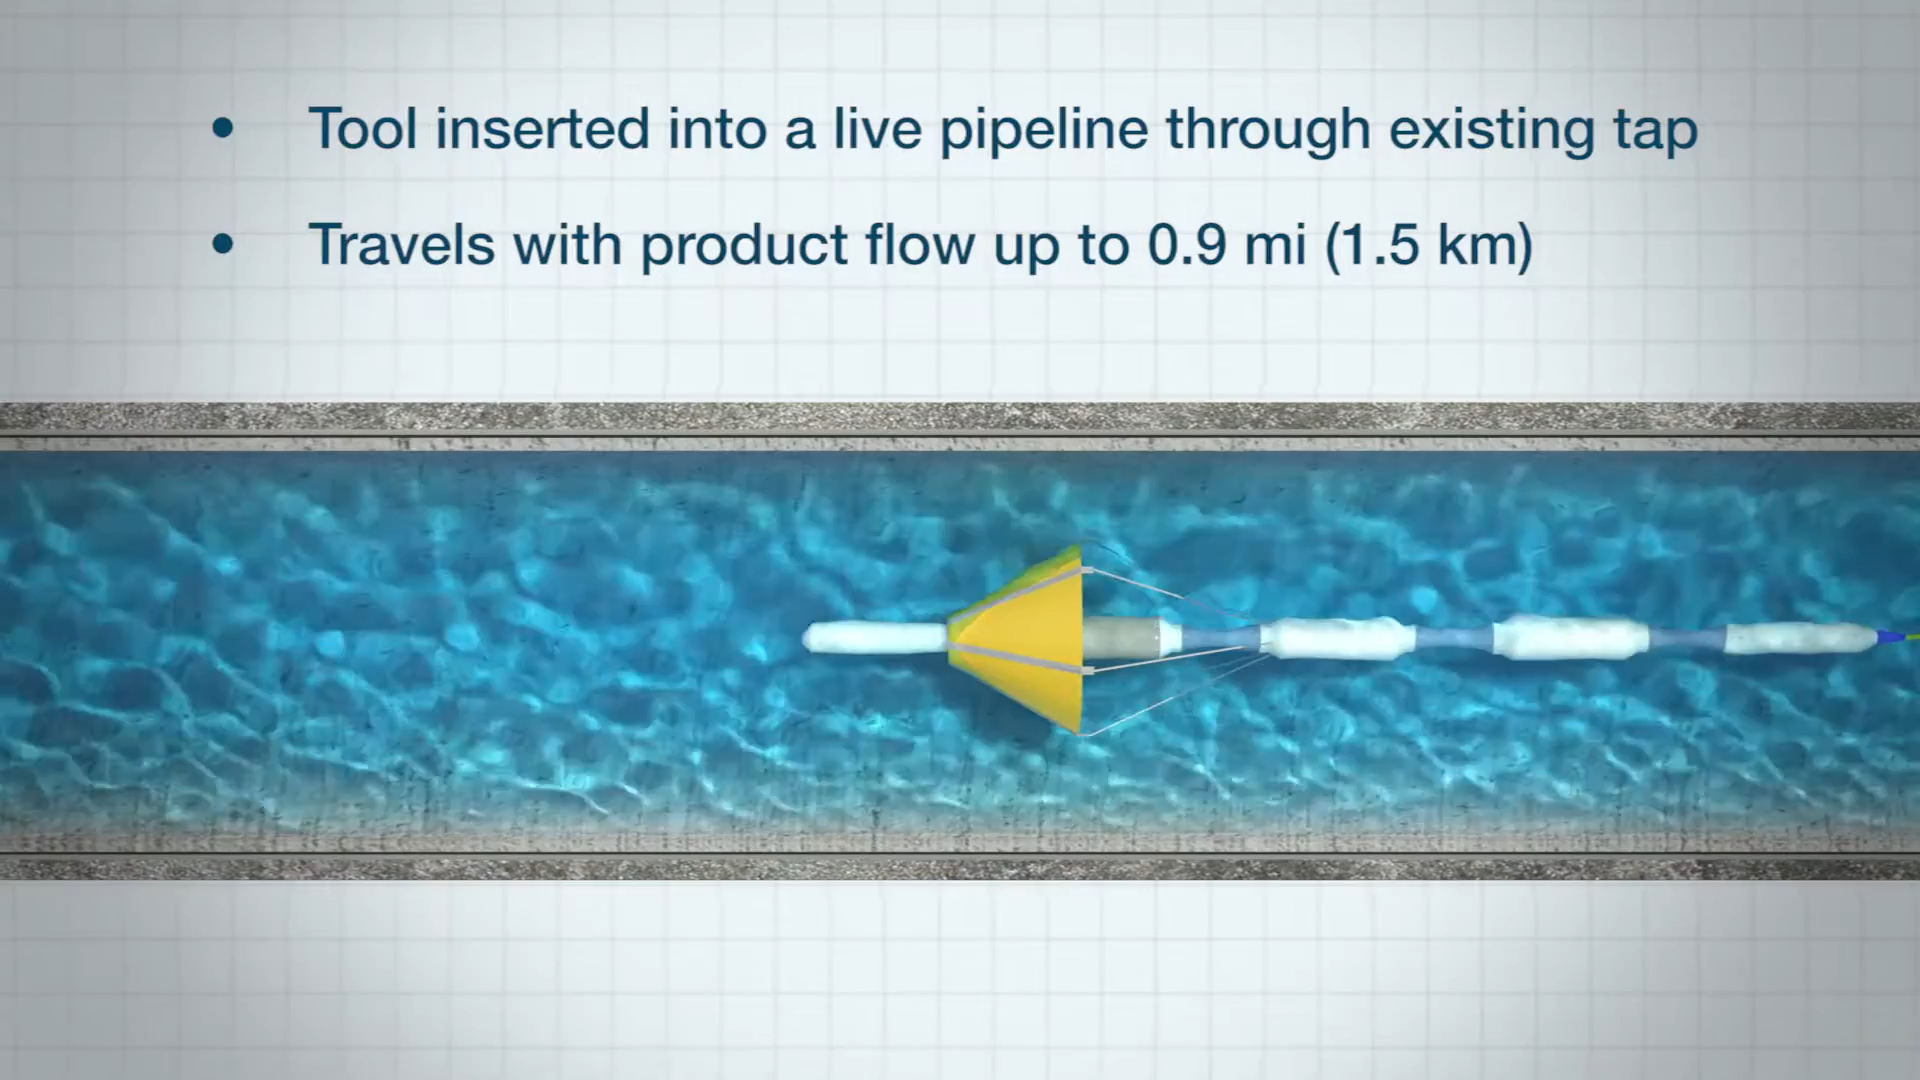 • Tool inserted into a live pipeline through existing tap
• Travels with product flow up to 0.9 mi (1.5 km)